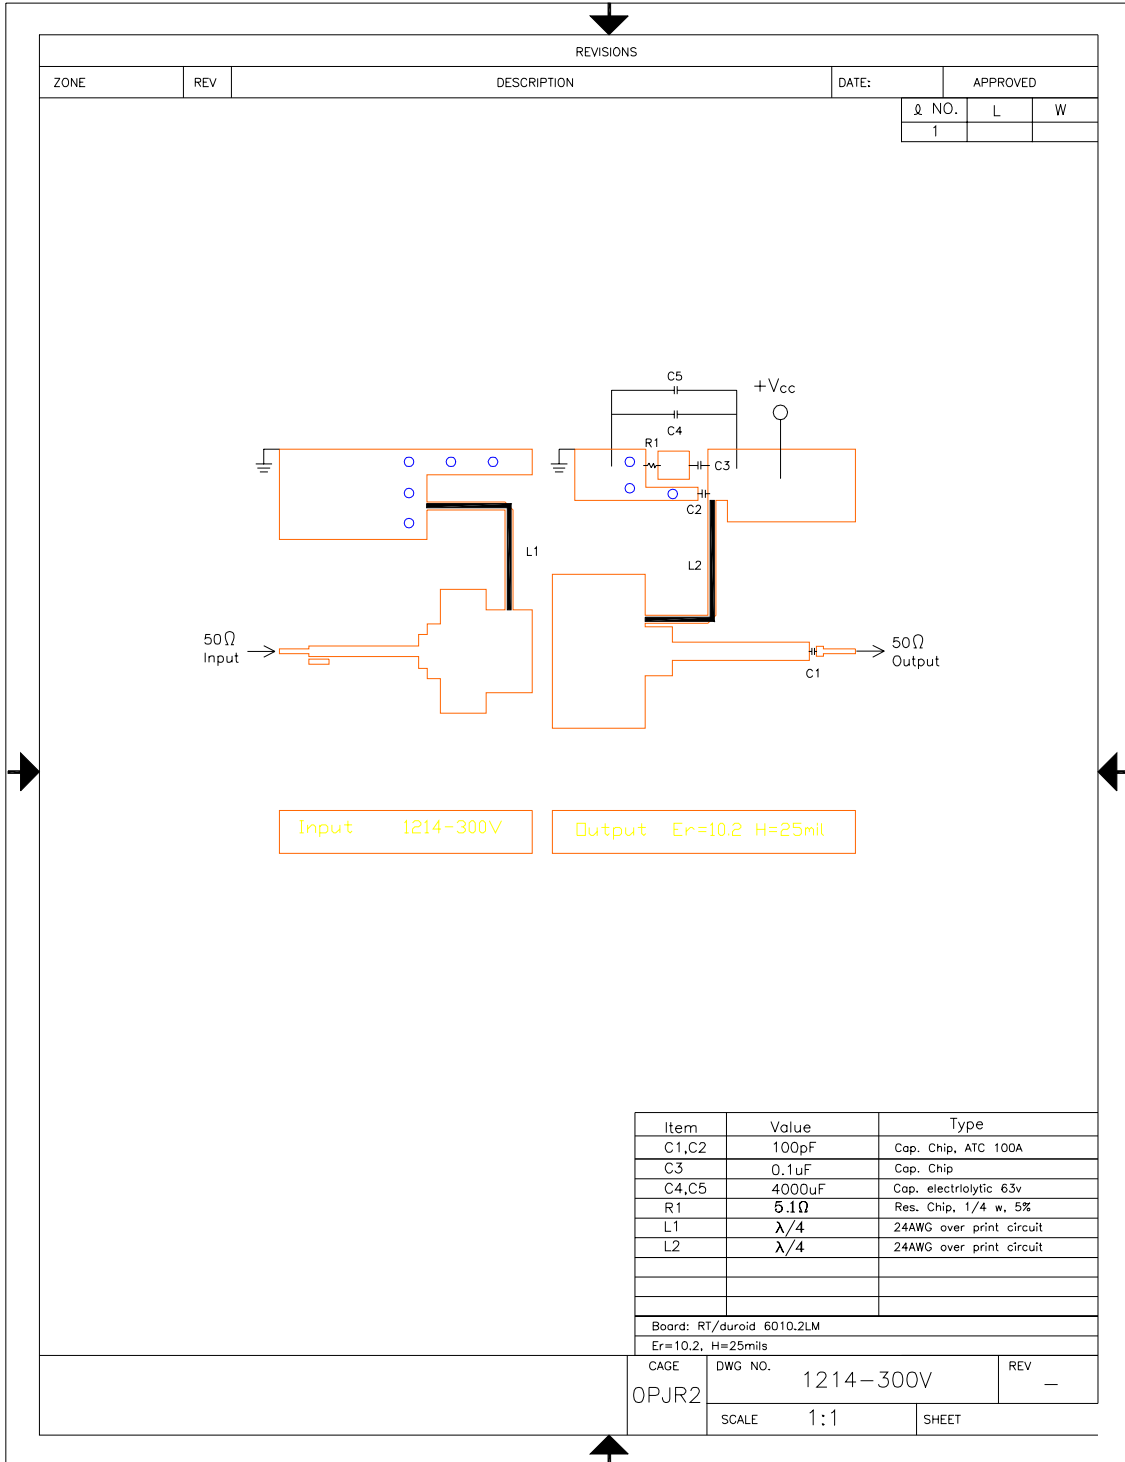 REVISIONS
ZONE REV DESCRIPTION DATE: APPROVED
ℓ NO. L W
1
C5
+Vcc
C4
R1
C3
C2
L1
L2
50Ω
Input
50Ω
Output
C1
Input 1214-300V
Output Er=10.2 H=25mil
Item Value Type
C1,C2 100pF Cap. Chip, ATC 100A
C3 0.1uF Cap. Chip
C4,C5 4000uF Cap. electrlolytic 63v
R1 5.1Ω Res. Chip, 1/4 w, 5%
L1 λ/4 24AWG over print circuit
L2 λ/4 24AWG over print circuit
Board: RT/duroid 6010.2LM
Er=10.2, H=25mils
CAGE DWG NO. REV
0PJR2 1214-300V –
SCALE 1:1 SHEET